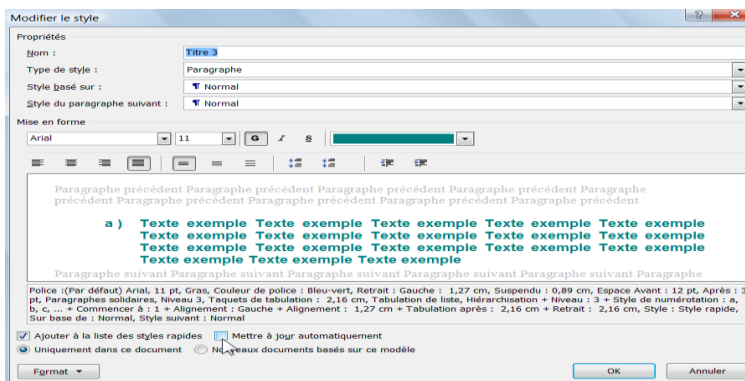 Modifier le style
Propriétés
Nom : Titre 3
Type de style : Paragraphe
Style basé sur : ¶ Normal
Style du paragraphe suivant : ¶ Normal
Mise en forme
Arial 11 G I S
Paragraphe précédent Paragraphe précédent Paragraphe précédent Paragraphe précédent Paragraphe
précédent Paragraphe précédent Paragraphe précédent Paragraphe précédent Paragraphe précédent
a) Texte exemple Texte exemple Texte exemple Texte exemple Texte exemple
Texte exemple Texte exemple Texte exemple Texte exemple Texte exemple
Texte exemple Texte exemple Texte exemple Texte exemple Texte exemple
Texte exemple Texte exemple Texte exemple
Paragraphe suivant Paragraphe suivant Paragraphe suivant Paragraphe suivant Paragraphe suivant Paragraphe
Police :(Par défaut) Arial, 11 pt, Gras, Couleur de police : Bleu-vert, Retrait : Gauche : 1,27 cm, Suspendu : 0,89 cm, Espace Avant : 12 pt, Après : 3
pt, Paragraphes solidaires, Niveau 3, Taquets de tabulation : 2,16 cm, Tabulation de liste, Hiérarchisation + Niveau : 3 + Style de numérotation : a,
b, c, ... + Commencer à : 1 + Alignement : Gauche + Alignement : 1,27 cm + Tabulation après : 2,16 cm + Retrait : 2,16 cm, Style : Style rapide,
Sur base de : Normal, Style suivant : Normal
Ajouter à la liste des styles rapides Mettre à jour automatiquement
Uniquement dans ce document Nouveaux documents basés sur ce modèle
Format OK Annuler